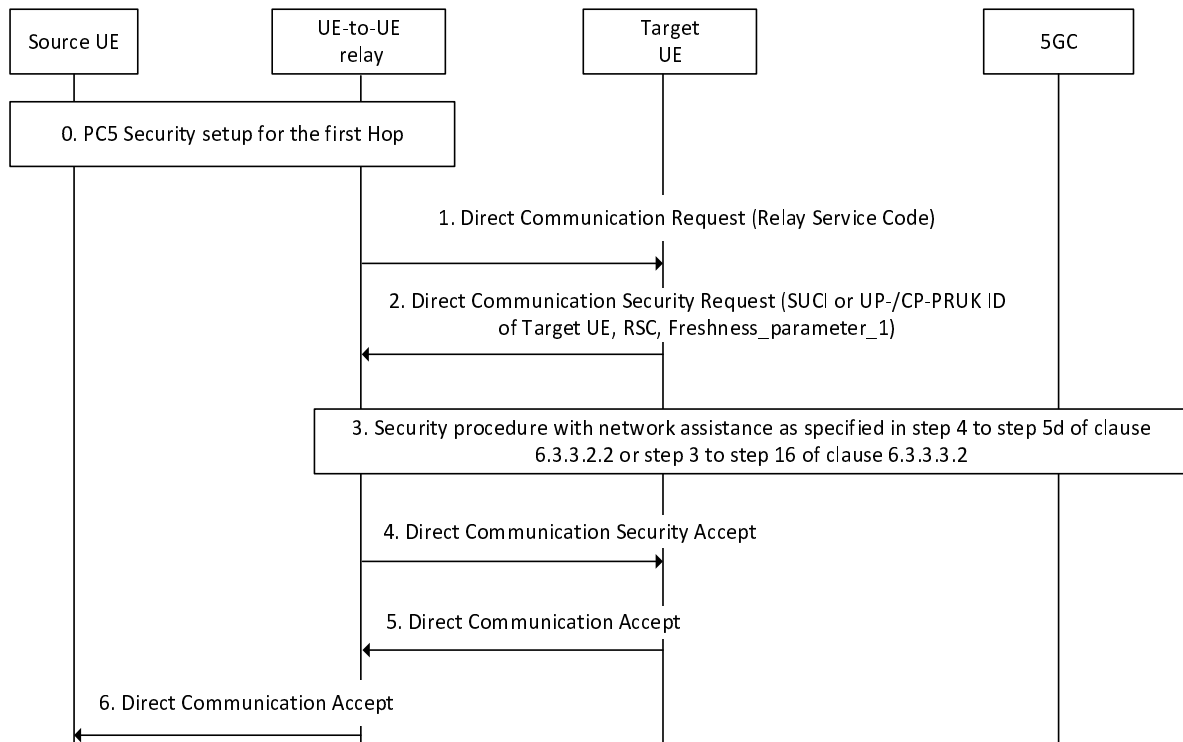 Source UE
UE-to-UE
relay
Target
UE
5GC
0. PC5 Security setup for the first Hop
1. Direct Communication Request (Relay Service Code)
2. Direct Communication Security Request (SUCI or UP-/CP-PRUK ID
of Target UE, RSC, Freshness_parameter_1)
3. Security procedure with network assistance as specified in step 4 to step 5d of clause
6.3.3.2.2 or step 3 to step 16 of clause 6.3.3.3.2
4. Direct Communication Security Accept
5. Direct Communication Accept
6. Direct Communication Accept